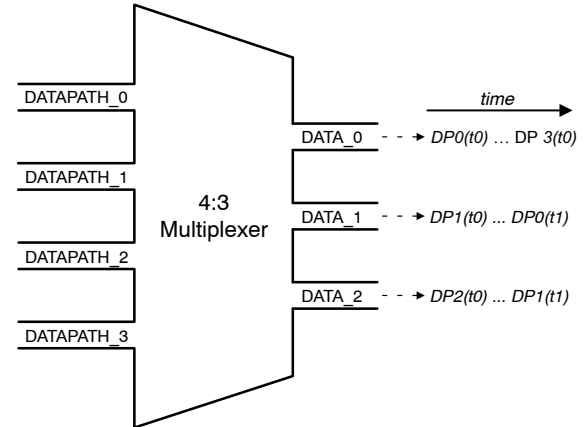 time
DATAPATH_0
DATA_0 DP0(t0) … DP 3(t0)
DATAPATH_1
4:3
Multiplexer
DATA_1 DP1(t0) ... DP0(t1)
DATAPATH_2
DATA_2 DP2(t0) ... DP1(t1)
DATAPATH_3